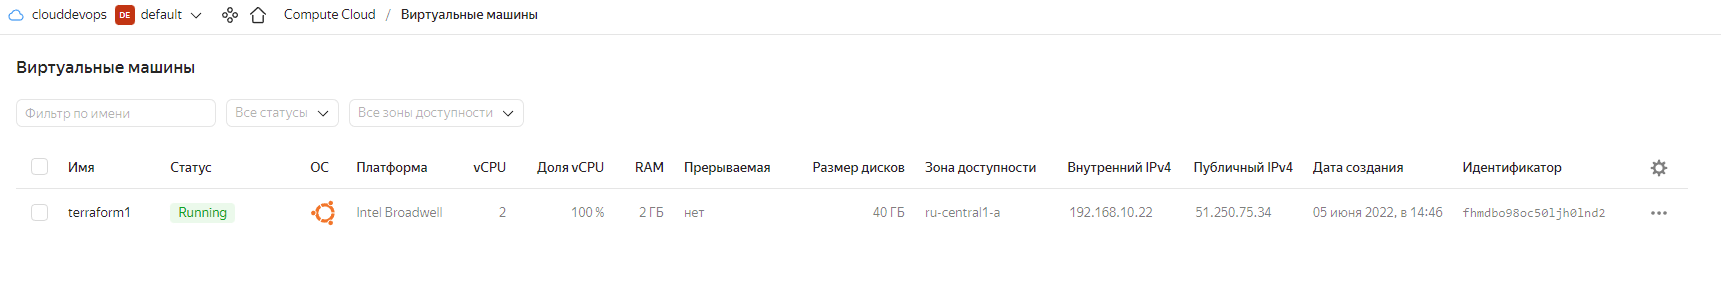 clouddevops DE default Compute Cloud / Виртуальные машины
Виртуальные машины
Фильтр по имени Все статусы Все зоны доступности
Имя Статус ОС Платформа vCPU Доля vCPU RAM Прерываемая Размер дисков Зона доступности Внутренний IPv4 Публичный IPv4 Дата создания Идентификатор
terraform1 Running Intel Broadwell 2 100 % 2 ГБ нет 40 ГБ ru-central1-a 192.168.10.22 51.250.75.34 05 июня 2022, в 14:46 fhmdbo98oc50ljh0lnd2